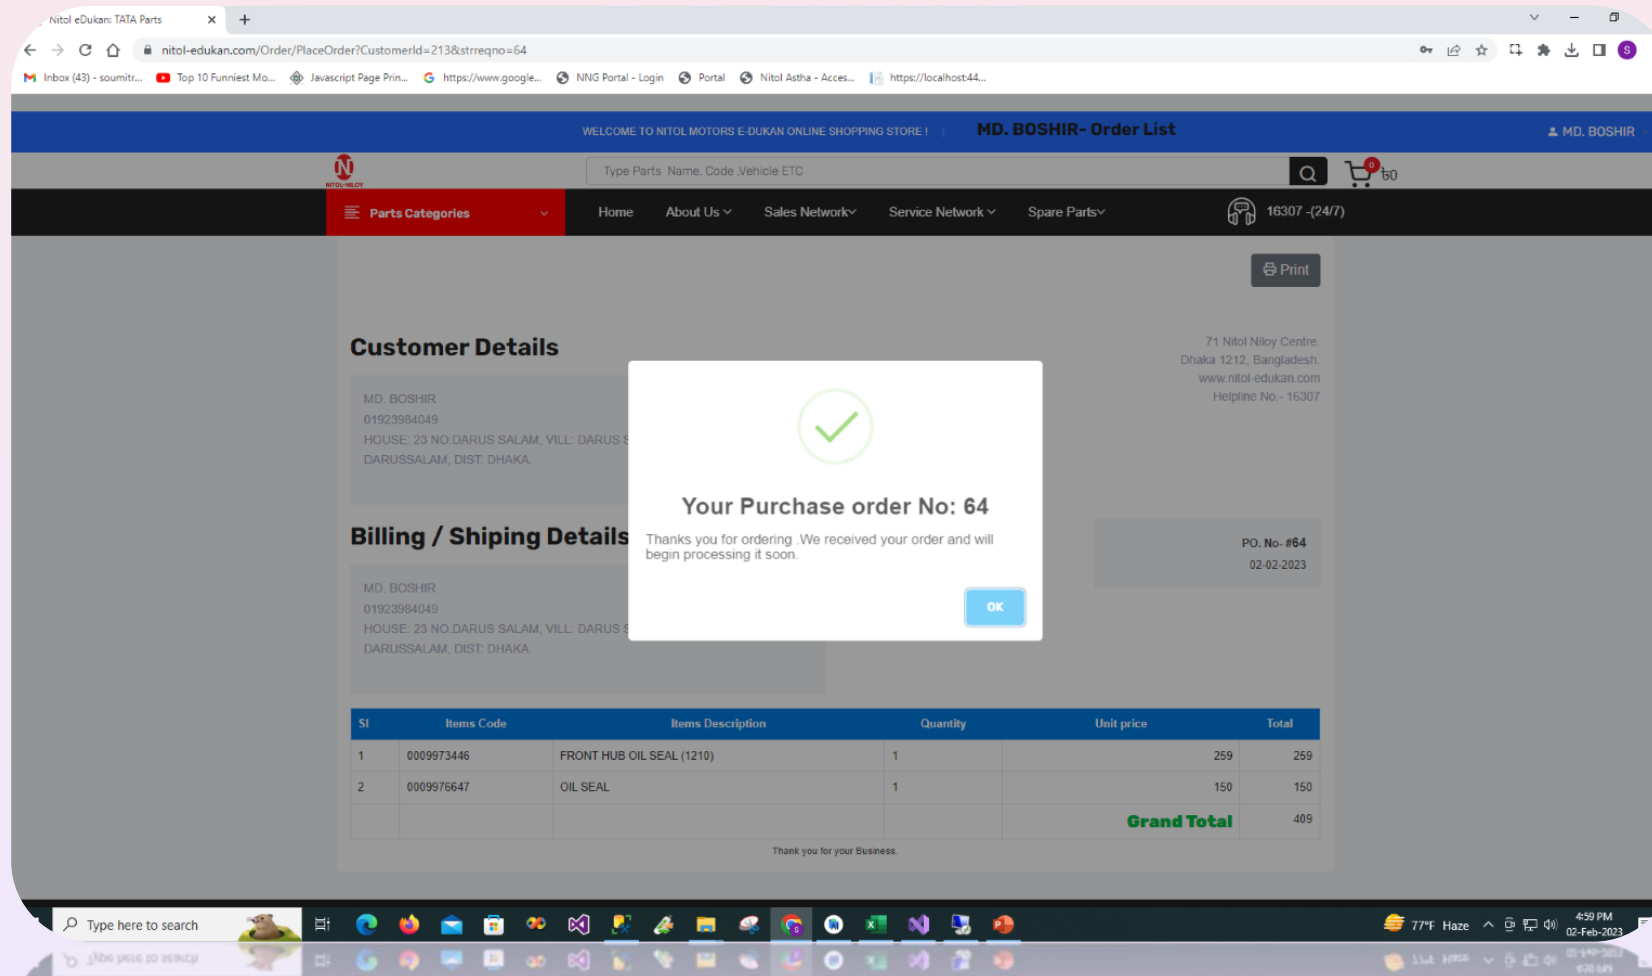 Nitol eDukan: TATA Parts
nitol-edukan.com/Order/PlaceOrder?CustomerId=213&strreqno=64
S
Inbox (43) - soumitr... Top 10 Funniest Mo... Javascript Page Prin... https://www.google... NNG Portal - Login Portal Nitol Astha - Acces... https://localhost:44...
WELCOME TO NITOL MOTORS E-DUKAN ONLINE SHOPPING STORE ! | MD. BOSHIR- Order List MD. BOSHIR
N
NITOL-NILOY
Type Parts Name, Code ,Vehicle ETC
0
৳0
Parts Categories Home About Us Sales Network Service Network Spare Parts 16307 -(24/7)
Print
Customer Details
71 Nitol Niloy Centre.
Dhaka 1212, Bangladesh.
www.nitol-edukan.com
Helpline No.- 16307
MD. BOSHIR
01923984049
HOUSE: 23 NO.DARUS SALAM, VILL: DARUS S
DARUSSALAM, DIST: DHAKA.
Your Purchase order No: 64
Thanks you for ordering .We received your order and will
begin processing it soon.
OK
Billing / Shiping Details
PO. No- #64
02-02-2023
MD. BOSHIR
01923984049
HOUSE: 23 NO.DARUS SALAM, VILL: DARUS S
DARUSSALAM, DIST: DHAKA.
Sl Items Code Items Description Quantity Unit price Total
1 0009973446 FRONT HUB OIL SEAL (1210) 1 259 259
2 0009976647 OIL SEAL 1 150 150
Grand Total 409
Thank you for your Business.
Type here to search
77°F Haze
4:59 PM
02-Feb-2023